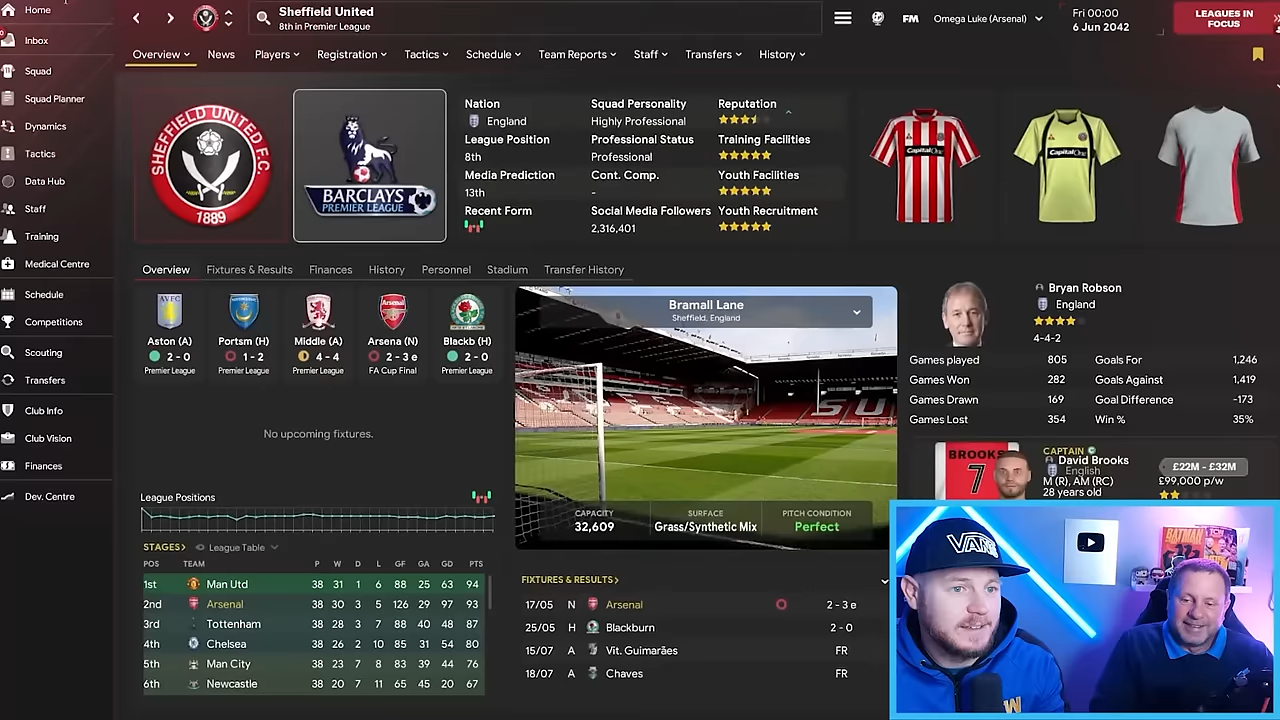 Home
Inbox
Squad
Squad Planner
Dynamics
Tactics
Data Hub
Staff
Training
Medical Centre
Schedule
Competitions
Scouting
Transfers
Club Info
Club Vision
Finances
Dev. Centre
Sheffield United
8th in Premier League
FM
Omega Luke (Arsenal)
Fri 00:00
6 Jun 2042
LEAGUES IN
FOCUS
Overview News Players Registration Tactics Schedule Team Reports Staff Transfers History
SHEFFIELD UNITED F.C.
1889
BARCLAYS
PREMIER LEAGUE
Nation
England
League Position
8th
Media Prediction
13th
Recent Form
Squad Personality
Highly Professional
Professional Status
Professional
Cont. Comp.
-
Social Media Followers
2,316,401
Reputation
Training Facilities
Youth Facilities
Youth Recruitment
CapitalOne
CapitalOne
Overview Fixtures & Results Finances History Personnel Stadium Transfer History
AVFC
Arsenal
Aston (A) Portsm (H) Middle (A) Arsena (N) Blackb (H)
2 - 0 1 - 2 4 - 4 2 - 3 e 2 - 0
Premier League Premier League Premier League FA Cup Final Premier League
No upcoming fixtures.
League Positions
STAGES> League Table
POS TEAM P W D L GF GA GD PTS
1st Man Utd 38 31 1 6 88 25 63 94
2nd Arsenal 38 30 3 5 126 29 97 93
3rd Tottenham 38 28 3 7 88 40 48 87
4th Chelsea 38 26 2 10 85 31 54 80
5th Man City 38 23 7 8 83 39 44 76
6th Newcastle 38 20 7 11 65 45 20 67
Bramall Lane
Sheffield, England
SU
CAPACITY
32,609
SURFACE
Grass/Synthetic Mix
PITCH CONDITION
Perfect
FIXTURES & RESULTS>
17/05 N Arsenal 2 - 3 e
25/05 H Blackburn 2 - 0
15/07 A Vit. Guimarães FR
18/07 A Chaves FR
Bryan Robson
England
4-4-2
Games played 805 Goals For 1,246
Games Won 282 Goals Against 1,419
Games Drawn 169 Goal Difference -173
Games Lost 354 Win % 35%
BROOKS
7
CAPTAIN C
David Brooks
English
M (R), AM (RC)
28 years old
£22M - £32M
£99,000 p/w
VANS
BATMAN
W